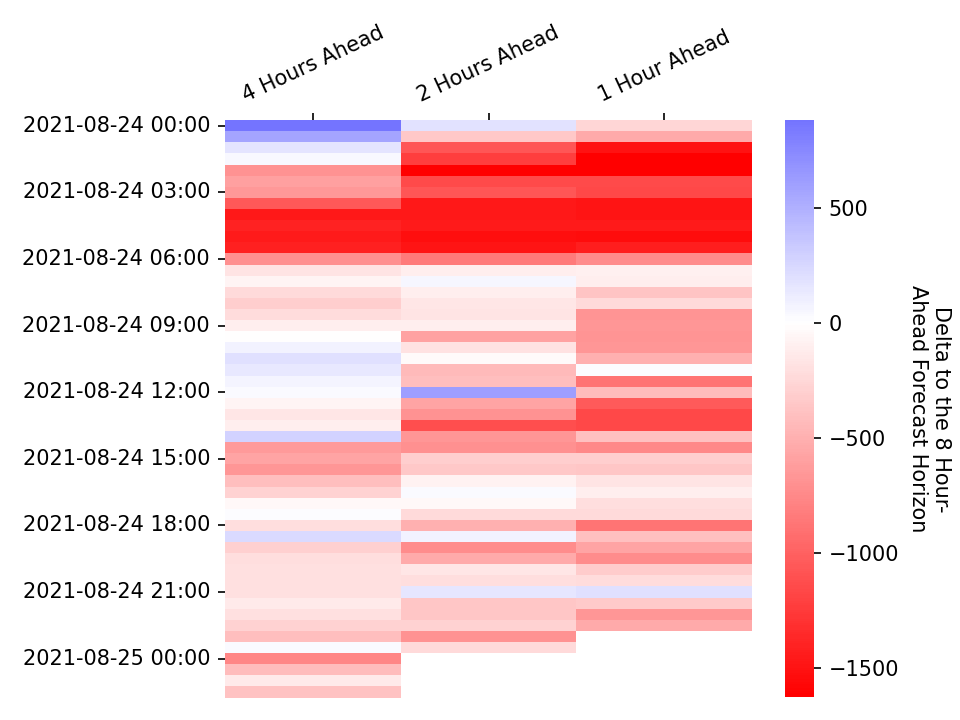 4 Hours Ahead
2 Hours Ahead
1 Hour Ahead
2021-08-24 00:00
2021-08-24 03:00
2021-08-24 06:00
2021-08-24 09:00
2021-08-24 12:00
2021-08-24 15:00
2021-08-24 18:00
2021-08-24 21:00
2021-08-25 00:00
500
0
−500
−1000
−1500
Delta to the 8 Hour-
Ahead Forecast Horizon